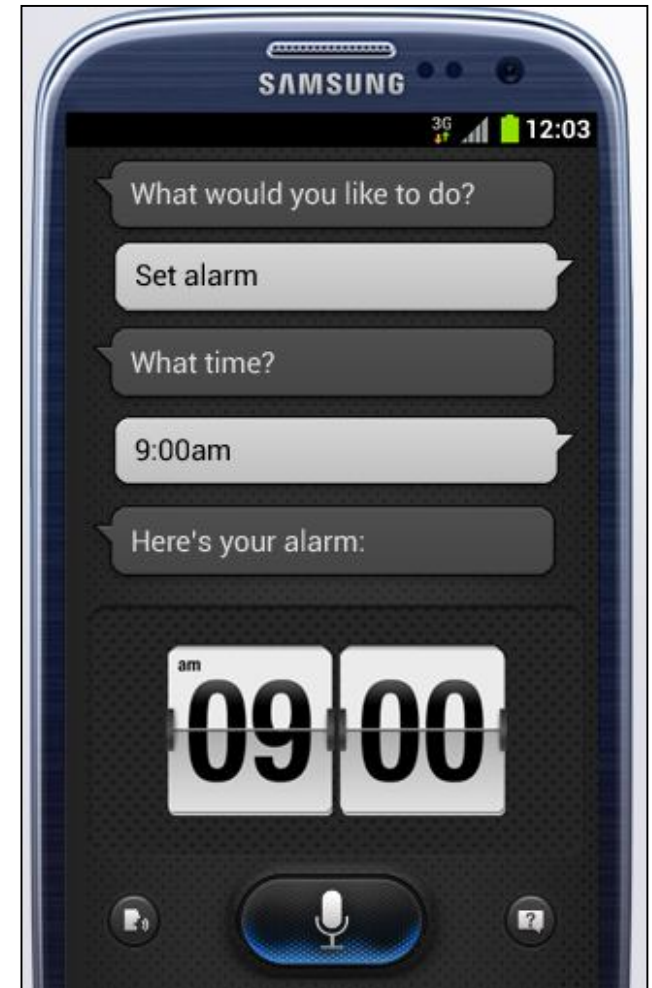 SAMSUNG
3G 12:03
What would you like to do?
Set alarm
What time?
9:00am
Here's your alarm:
am
09 00
?